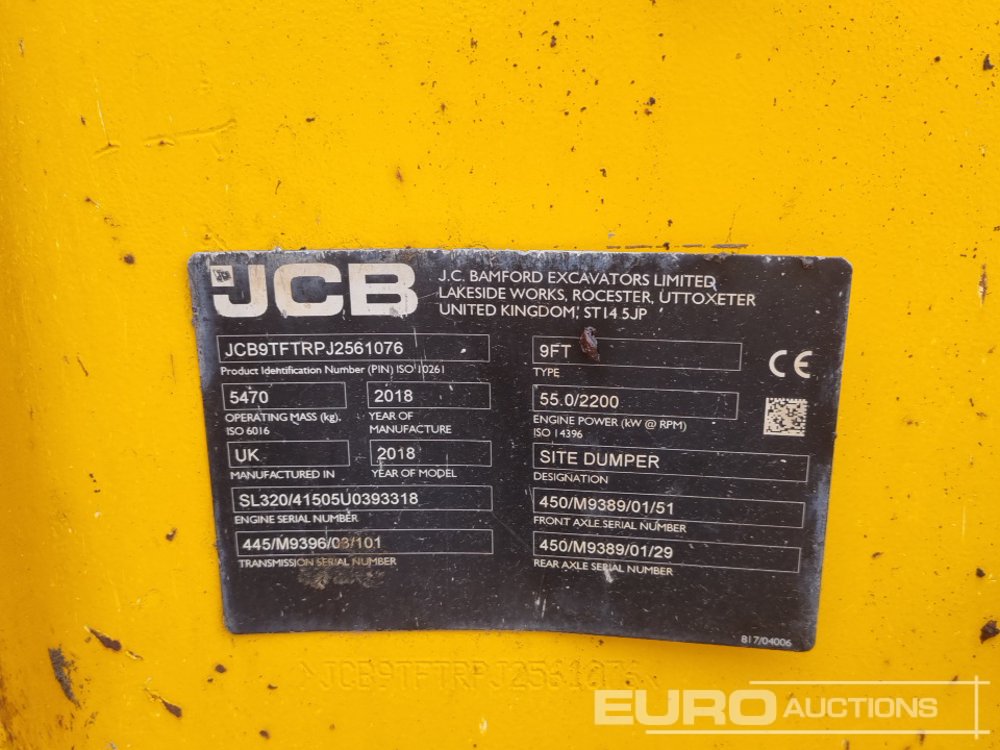 JCB
J.C. BAMFORD EXCAVATORS LIMITED
LAKESIDE WORKS, ROCESTER, UTTOXETER
UNITED KINGDOM, ST14 5JP
JCB9TFTRPJ2561076
Product Identification Number (PIN) ISO 10261
5470
2018
OPERATING MASS (kg).
ISO 6016
YEAR OF
MANUFACTURE
UK
2018
MANUFACTURED IN
YEAR OF MODEL
SL320/41505U0393318
ENGINE SERIAL NUMBER
445/M9396/03/101
TRANSMISSION SERIAL NUMBER
9FT
TYPE
CE
55.0/2200
ENGINE POWER (kW @ RPM)
ISO 14396
SITE DUMPER
DESIGNATION
450/M9389/01/51
FRONT AXLE SERIAL NUMBER
450/M9389/01/29
REAR AXLE SERIAL NUMBER
817/04006
JCB9TFTRPJ2561076
EURO AUCTIONS